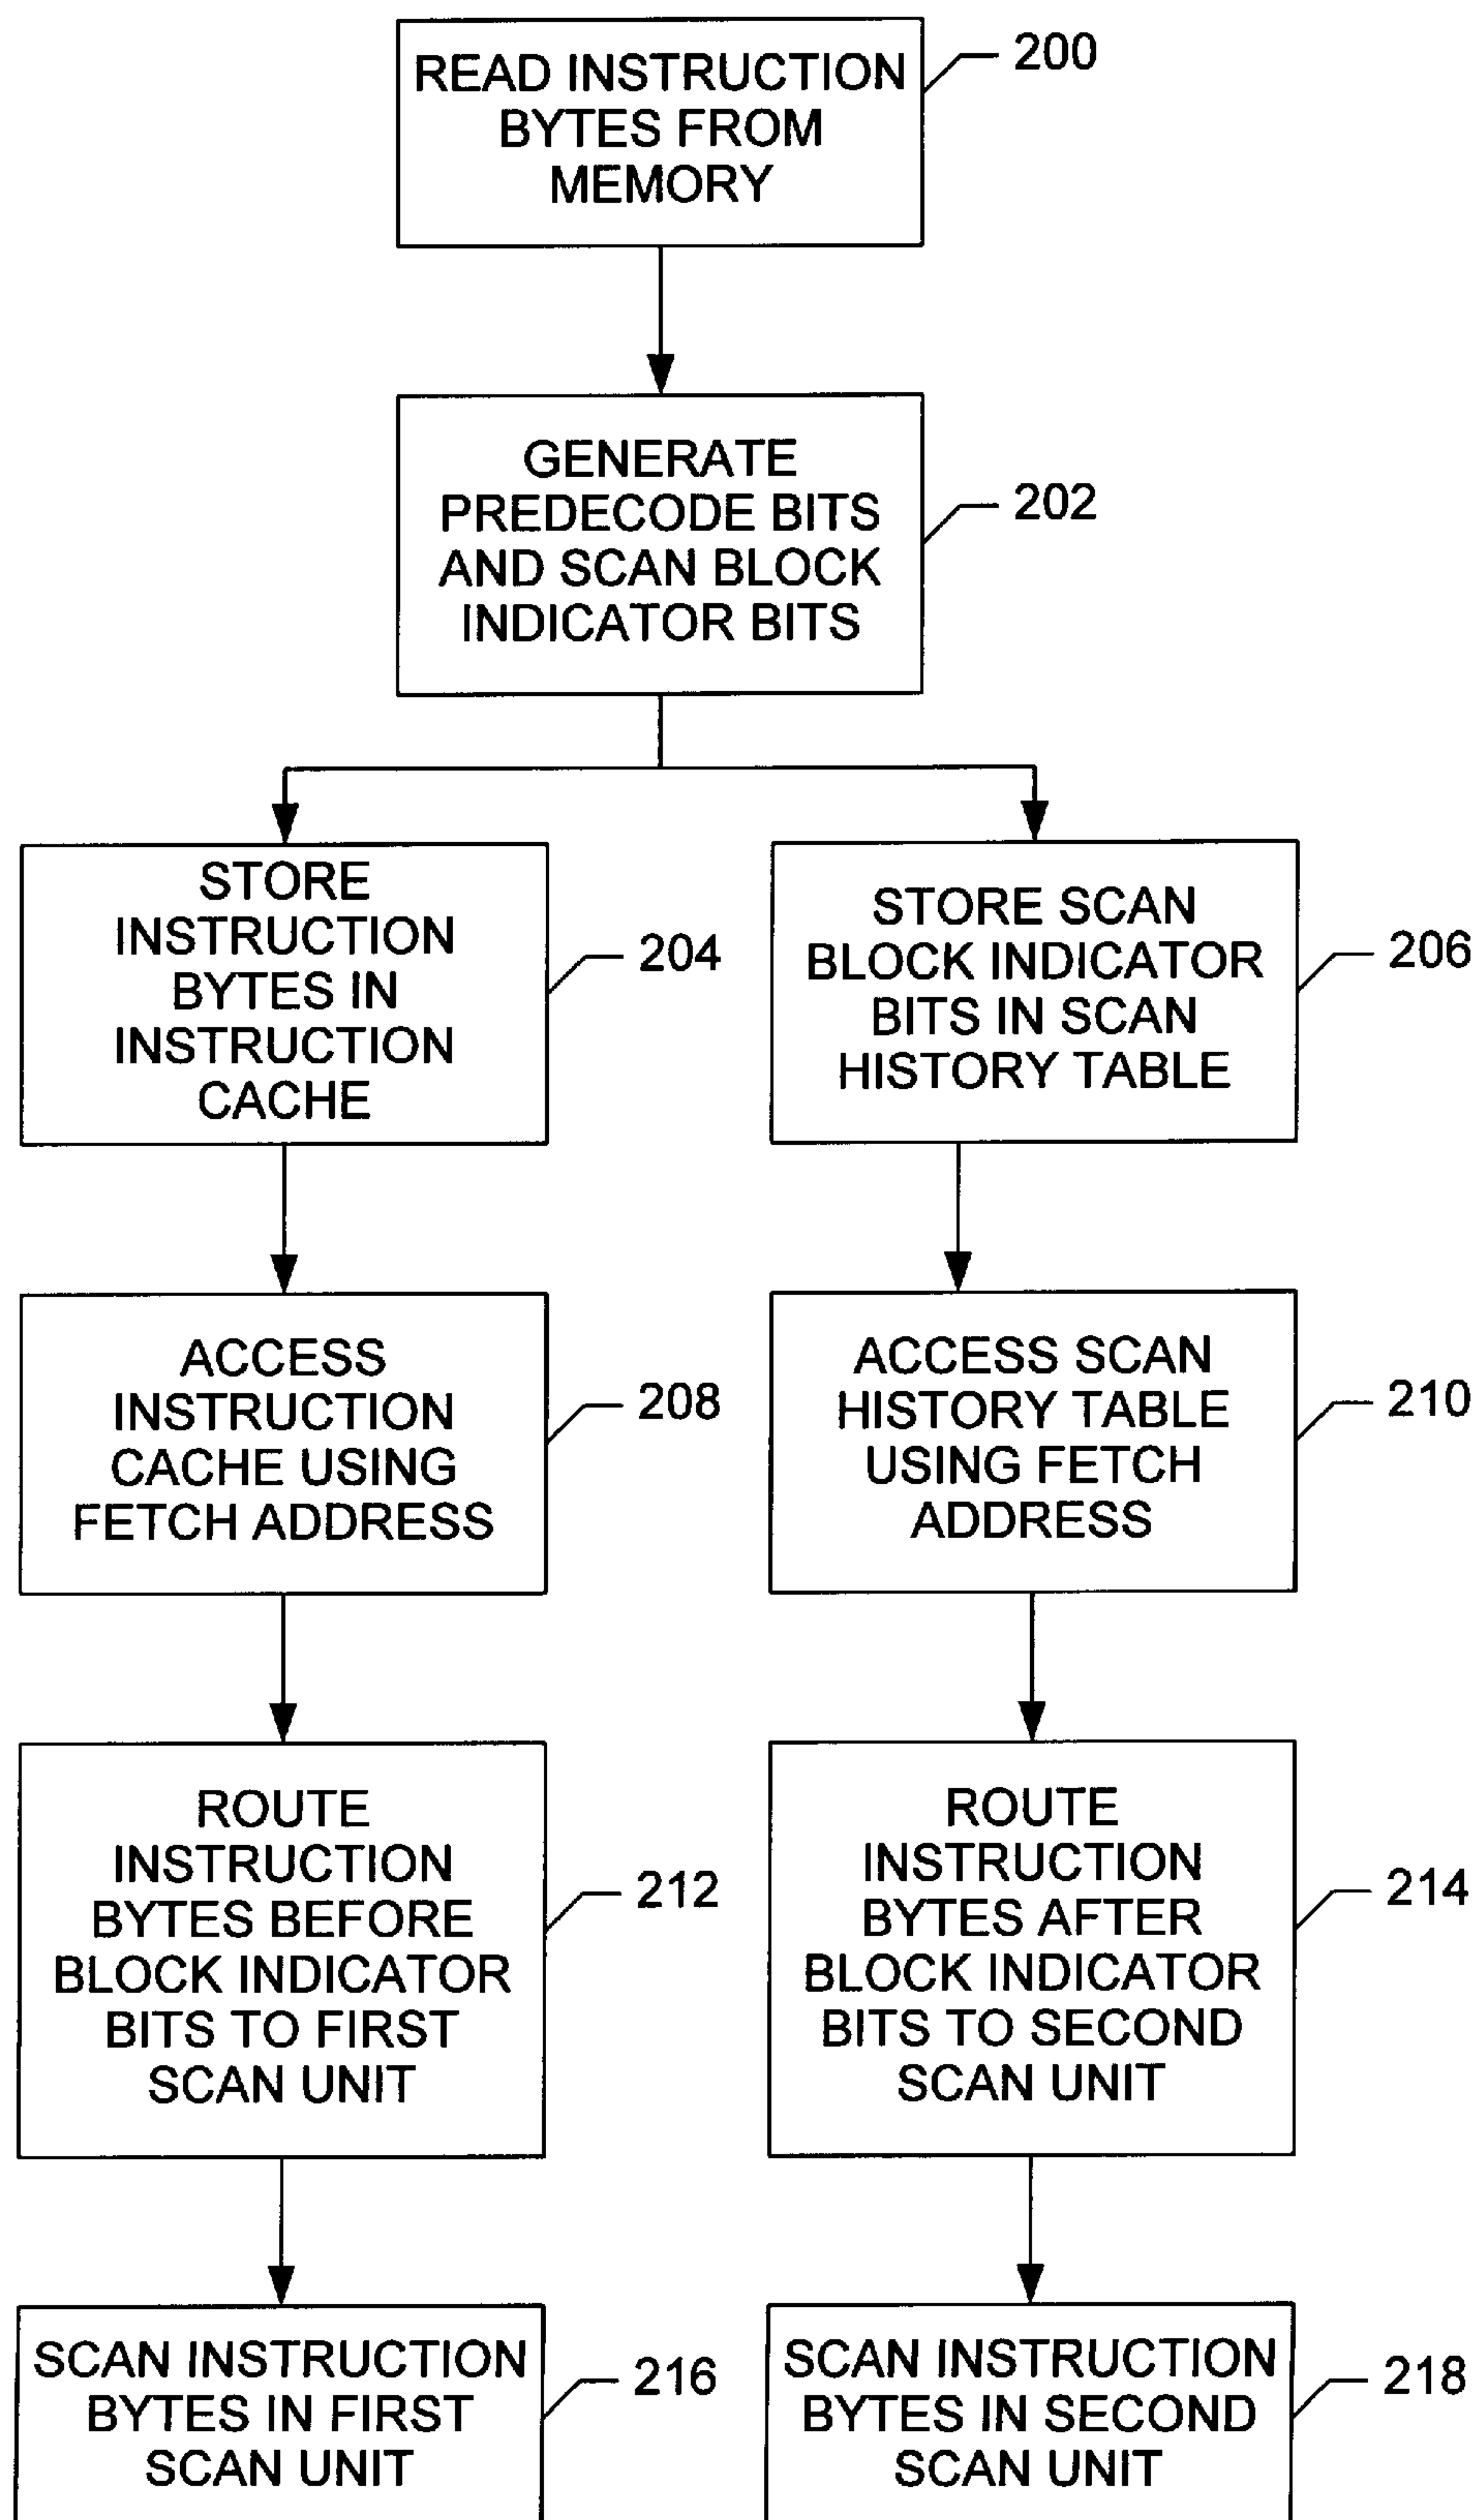 READ INSTRUCTION
BYTES FROM
MEMORY
200
GENERATE
PREDECODE BITS
AND SCAN BLOCK
INDICATOR BITS
202
STORE
INSTRUCTION
BYTES IN
INSTRUCTION
CACHE
204
STORE SCAN
BLOCK INDICATOR
BITS IN SCAN
HISTORY TABLE
206
ACCESS
INSTRUCTION
CACHE USING
FETCH ADDRESS
208
ACCESS SCAN
HISTORY TABLE
USING FETCH
ADDRESS
210
ROUTE
INSTRUCTION
BYTES BEFORE
BLOCK INDICATOR
BITS TO FIRST
SCAN UNIT
212
ROUTE
INSTRUCTION
BYTES AFTER
BLOCK INDICATOR
BITS TO SECOND
SCAN UNIT
214
SCAN INSTRUCTION
BYTES IN FIRST
SCAN UNIT
216
SCAN INSTRUCTION
BYTES IN SECOND
SCAN UNIT
218